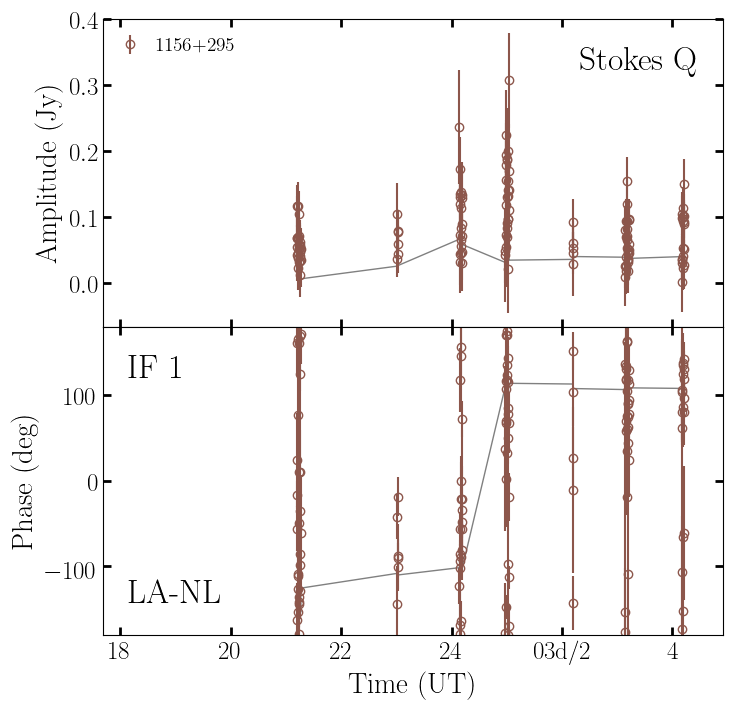 0.4
1156+295
Stokes Q
0.3
0.2
0.1
0.0
Amplitude (Jy)
IF 1
100
0
−100
Phase (deg)
LA-NL
18 20 22 24 03d/2 4
Time (UT)